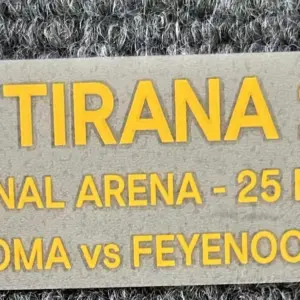 TIRANA
NAL ARENA - 25
OMA vs FEYENOO